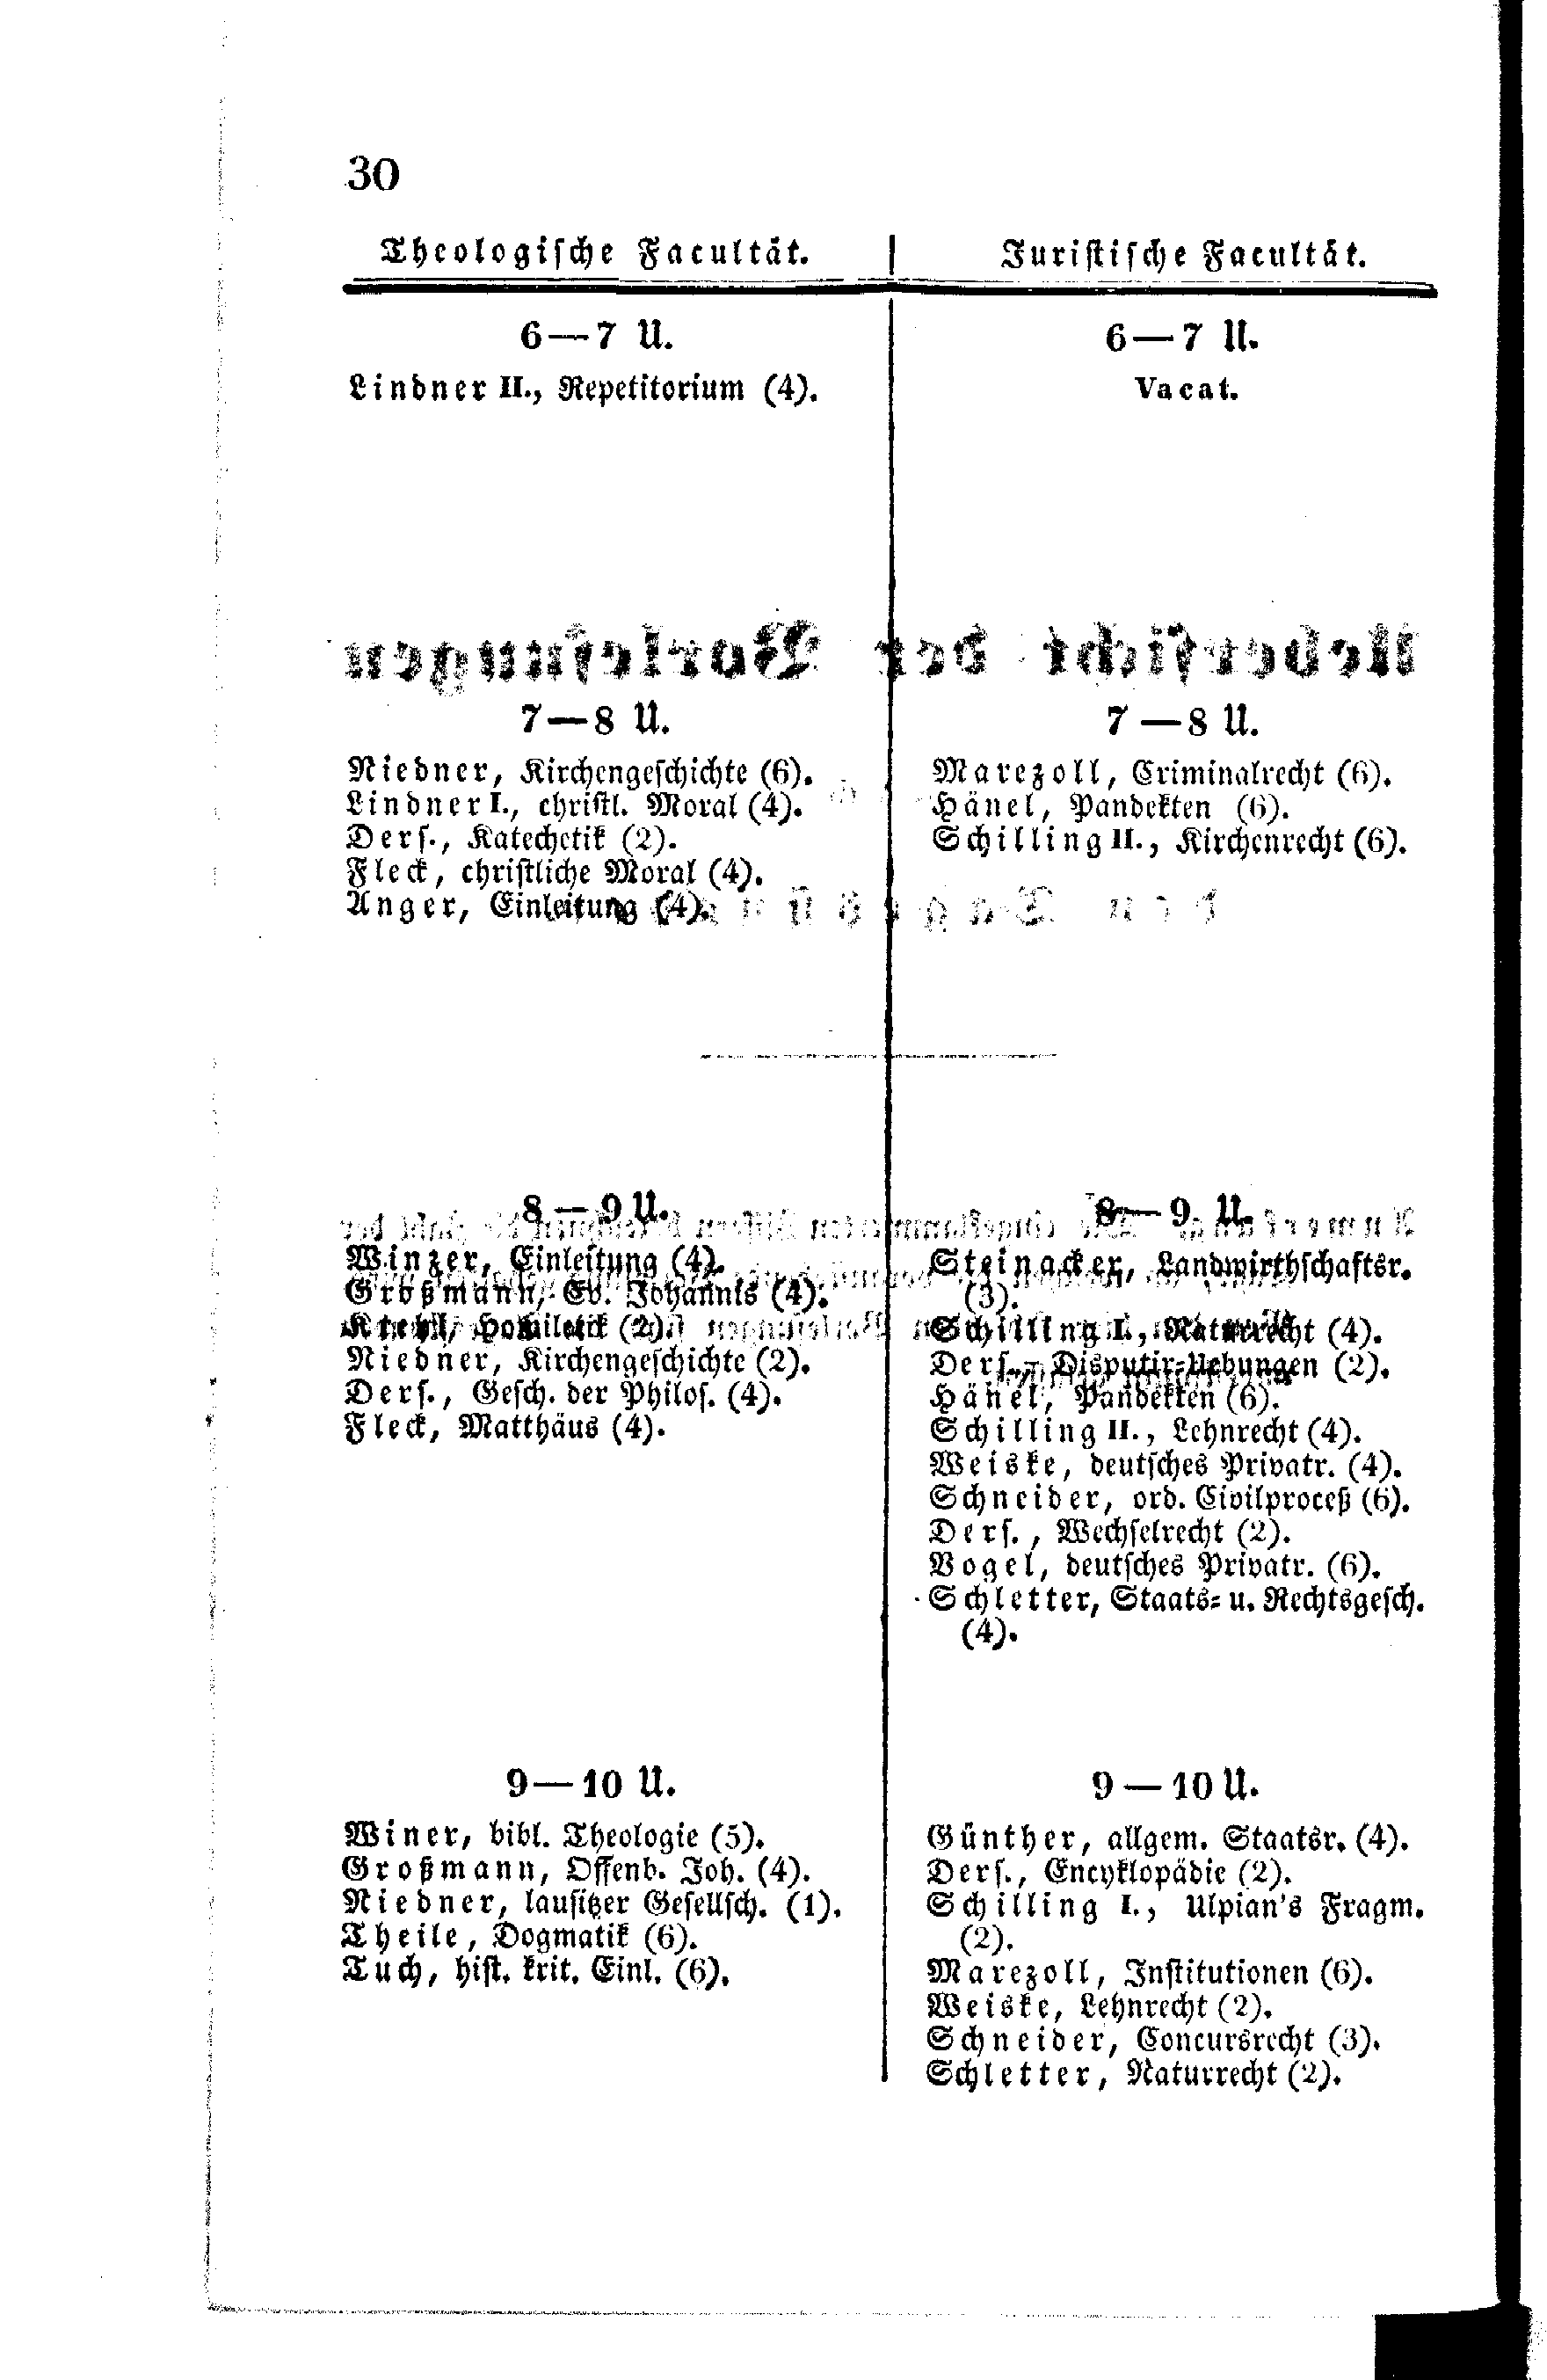 30
Theologische Facultät.
6—7 U.
Lindner II., Repetitorium (4).
7—8 U.
Niedner, Kirchengeschichte (6).
Lindner I., christl. Moral (4).
Ders., Katechetik (2).
Fleck, christliche Moral (4).
Anger, Einleitung (4).
8—9 U.
Winzer, Einleitung (4).
Großmann, Ev. Johannis (4).
Krehl, Homiletik (2).
Niedner, Kirchengeschichte (2).
Ders., Gesch. der Philos. (4).
Fleck, Matthäus (4).
9—10 U.
Winer, bibl. Theologie (5).
Großmann, Offenb. Joh. (4).
Niedner, lausitzer Gesellsch. (1).
Theile, Dogmatik (6).
Tuch, hist. krit. Einl. (6).
Juristische Facultät.
6—7 U.
Vacat.
7—8 U.
Marezoll, Criminalrecht (6).
Hänel, Pandekten (6).
Schilling II., Kirchenrecht (6).
8—9 U.
Steinacker, Landwirthschaftsr.
(3).
Schilling I., Naturrecht (4).
Ders., Disputir-Uebungen (2).
Hänel, Pandekten (6).
Schilling II., Lehnrecht (4).
Weiske, deutsches Privatr. (4).
Schneider, ord. Civilproceß (6).
Ders., Wechselrecht (2).
Vogel, deutsches Privatr. (6).
Schletter, Staats- u. Rechtsgesch.
(4).
9—10 U.
Günther, allgem. Staatsr. (4).
Ders., Encyklopädie (2).
Schilling I., Ulpian's Fragm.
(2).
Marezoll, Institutionen (6).
Weiske, Lehnrecht (2).
Schneider, Concursrecht (3).
Schletter, Naturrecht (2).